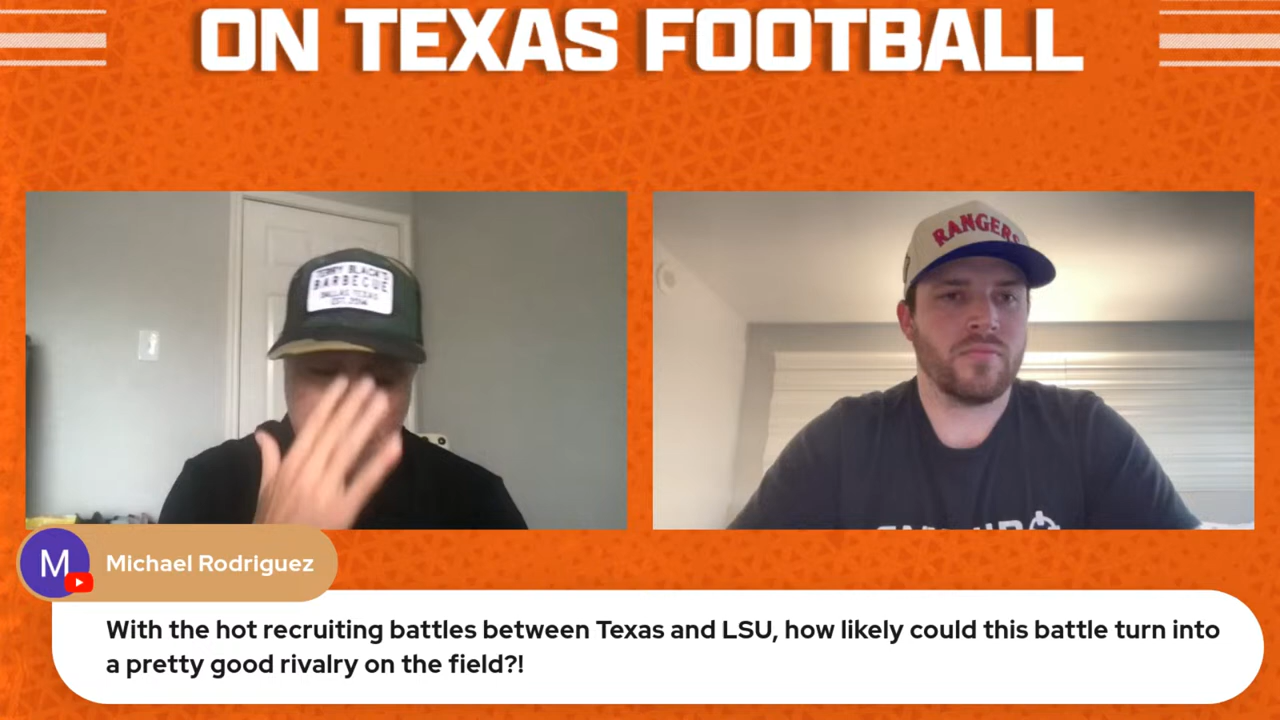 ON TEXAS FOOTBALL
TERRY BLACK'S
BARBECUE
DALLAS, TEXAS
RANGERS
M
Michael Rodriguez
With the hot recruiting battles between Texas and LSU, how likely could this battle turn into
a pretty good rivalry on the field?!